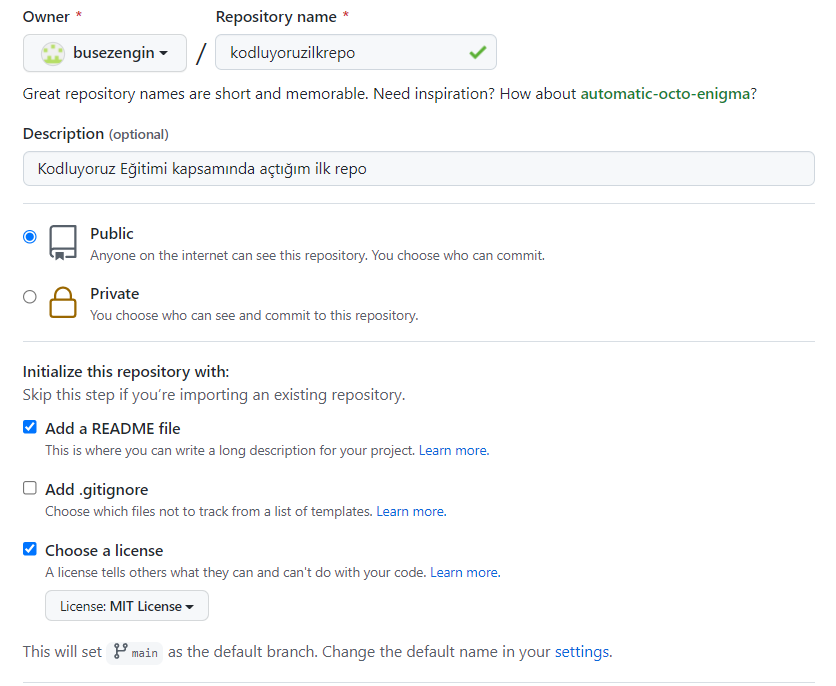 Owner * Repository name *
busezengin / kodluyoruzilkrepo
Great repository names are short and memorable. Need inspiration? How about automatic-octo-enigma?
Description (optional)
Kodluyoruz Eğitimi kapsamında açtığım ilk repo
Public
Anyone on the internet can see this repository. You choose who can commit.
Private
You choose who can see and commit to this repository.
Initialize this repository with:
Skip this step if you’re importing an existing repository.
Add a README file
This is where you can write a long description for your project. Learn more.
Add .gitignore
Choose which files not to track from a list of templates. Learn more.
Choose a license
A license tells others what they can and can't do with your code. Learn more.
License: MIT License
This will set main as the default branch. Change the default name in your settings.